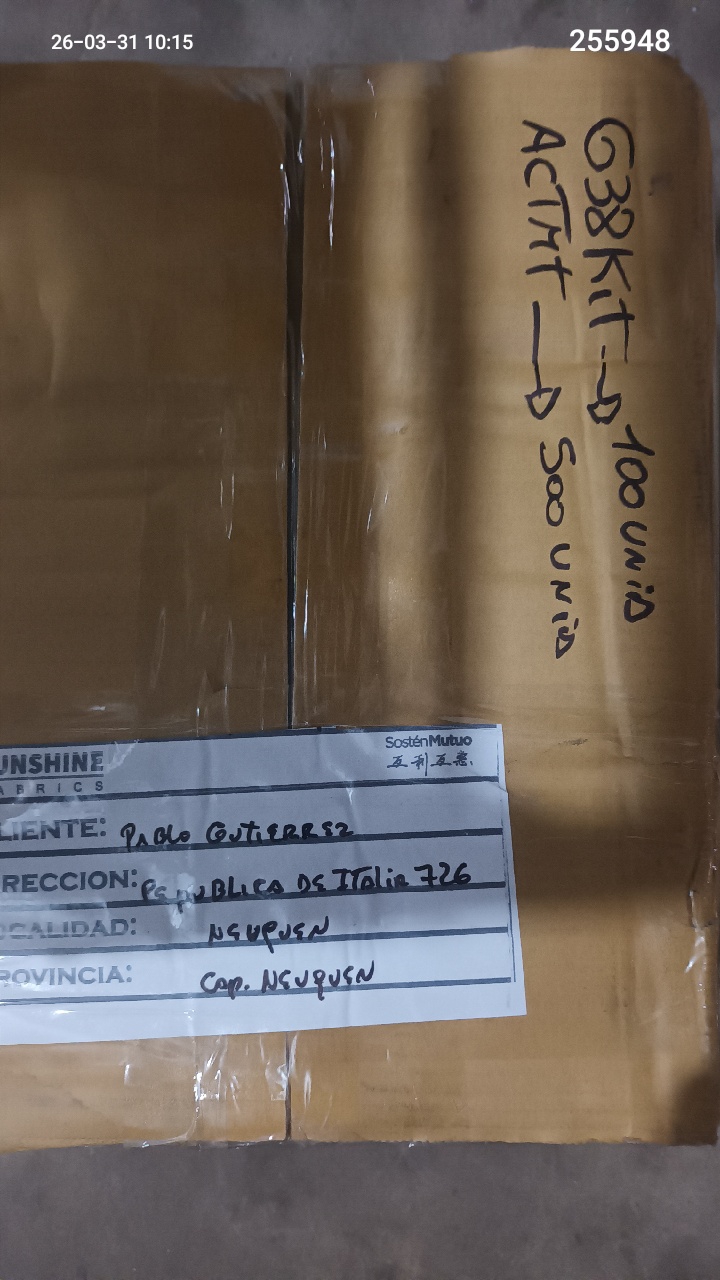 26-03-31 10:15
255948
G38KIT → 100 UNID
ACTMT → 500 UNID
UNSHINE
ABRICS
SosténMutuo
互利互惠.
LIENTE: PABLO GUTIERREZ
RECCION: REPUBLICA DE ITALIA 726
OCALIDAD: NEUQUEN
ROVINCIA: CAP. NEUQUEN